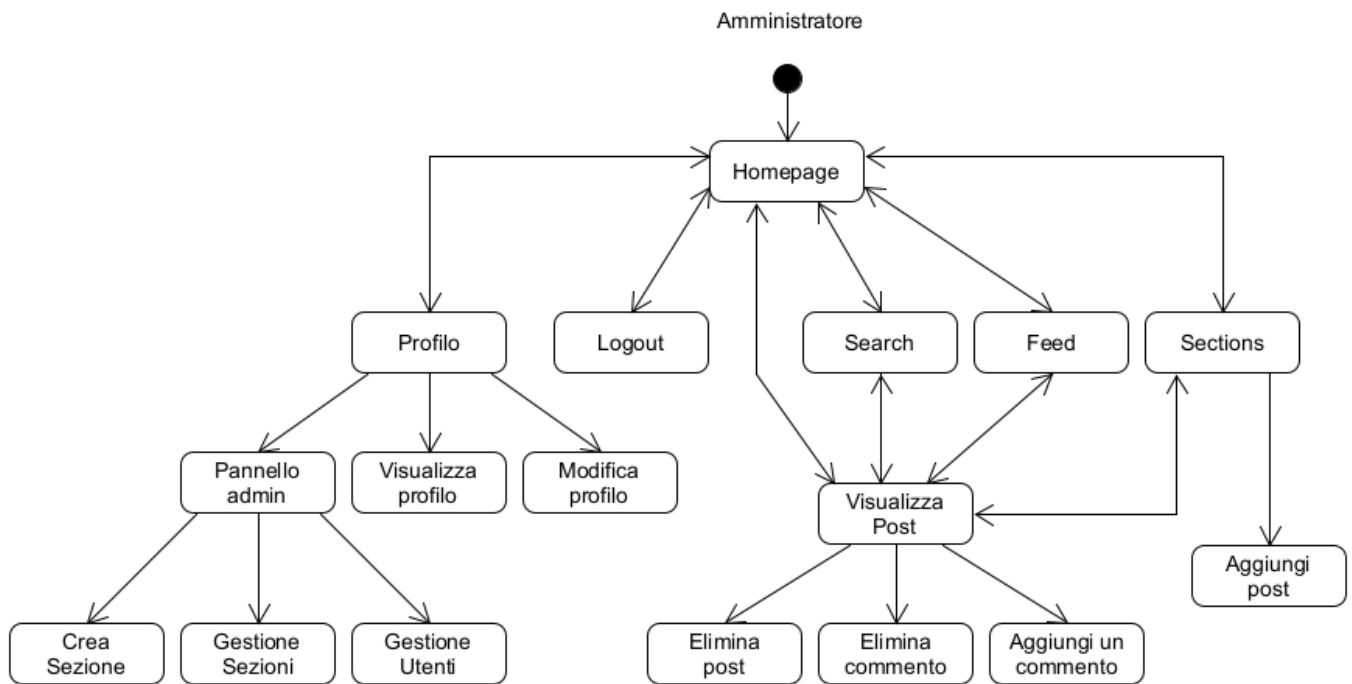 Amministratore
Homepage
Profilo
Logout
Search
Feed
Sections
Pannello
admin
Visualizza
profilo
Modifica
profilo
Visualizza
Post
Aggiungi
post
Crea
Sezione
Gestione
Sezioni
Gestione
Utenti
Elimina
post
Elimina
commento
Aggiungi un
commento